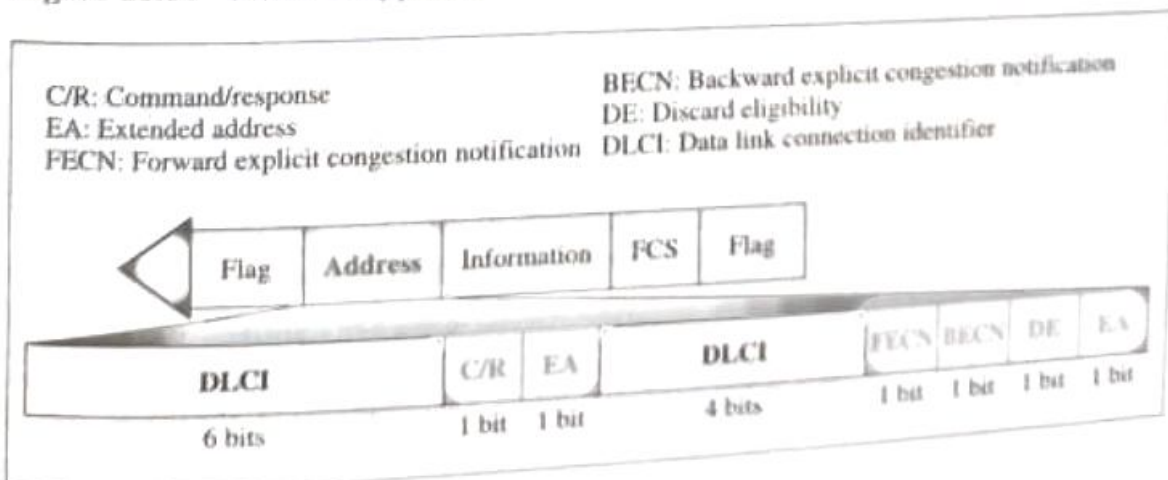 C/R: Command/response
EA: Extended address
FECN: Forward explicit congestion notification
BECN: Backward explicit congestion notification
DE: Discard eligibility
DLCI: Data link connection identifier
Flag Address Information FCS Flag
DLCI C/R EA DLCI FECN BECN DE EA
6 bits 1 bit 1 bit 4 bits 1 bit 1 bit 1 bit 1 bit